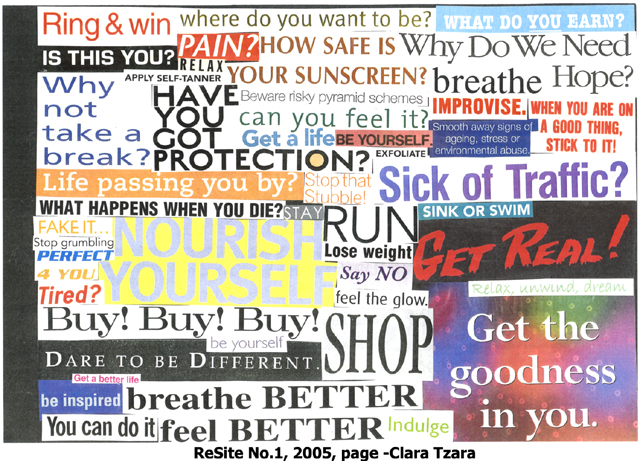 Ring & win
where do you want to be?
WHAT DO YOU EARN?
IS THIS YOU?
PAIN?
HOW SAFE IS
YOUR SUNSCREEN?
Why Do We Need
Hope?
RELAX
APPLY SELF-TANNER
breathe
Why
not
take a
break?
HAVE
YOU
GOT
PROTECTION?
Beware risky pyramid schemes
can you feel it?
IMPROVISE.
WHEN YOU ARE ON
A GOOD THING,
STICK TO IT!
Get a life
BE YOURSELF.
Smooth away signs of
ageing, stress or
environmental abuse.
EXFOLIATE
Life passing you by?
Stop that
Stubble!
Sick of Traffic?
WHAT HAPPENS WHEN YOU DIE?
STAY
RUN
SINK OR SWIM
FAKE IT...
Stop grumbling
NOURISH
YOURSELF
Lose weight
GET REAL!
PERFECT
4 YOU
Say NO
Tired?
feel the glow.
Relax, unwind, dream
Buy! Buy! Buy!
be yourself
SHOP
Get the
goodness
in you.
DARE TO BE DIFFERENT.
Get a better life
be inspired
breathe BETTER
You can do it
feel BETTER
Indulge
ReSite No.1, 2005, page -Clara Tzara